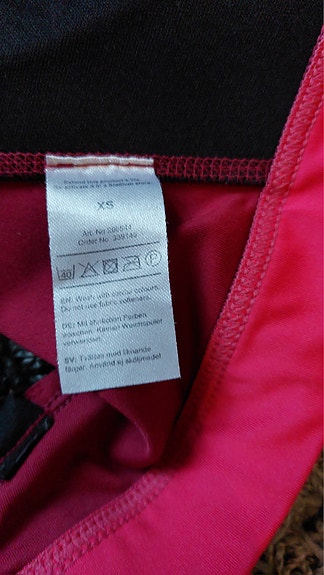 XS
Art. No
Order No
40
P
EN: Wash with similar colours.
Do not use fabric softeners.
DE: Mit ähnlichen Farben
waschen. Keinen Weichspüler
verwenden.
SV: Tvättas med liknande
färger. Använd ej sköljmedel